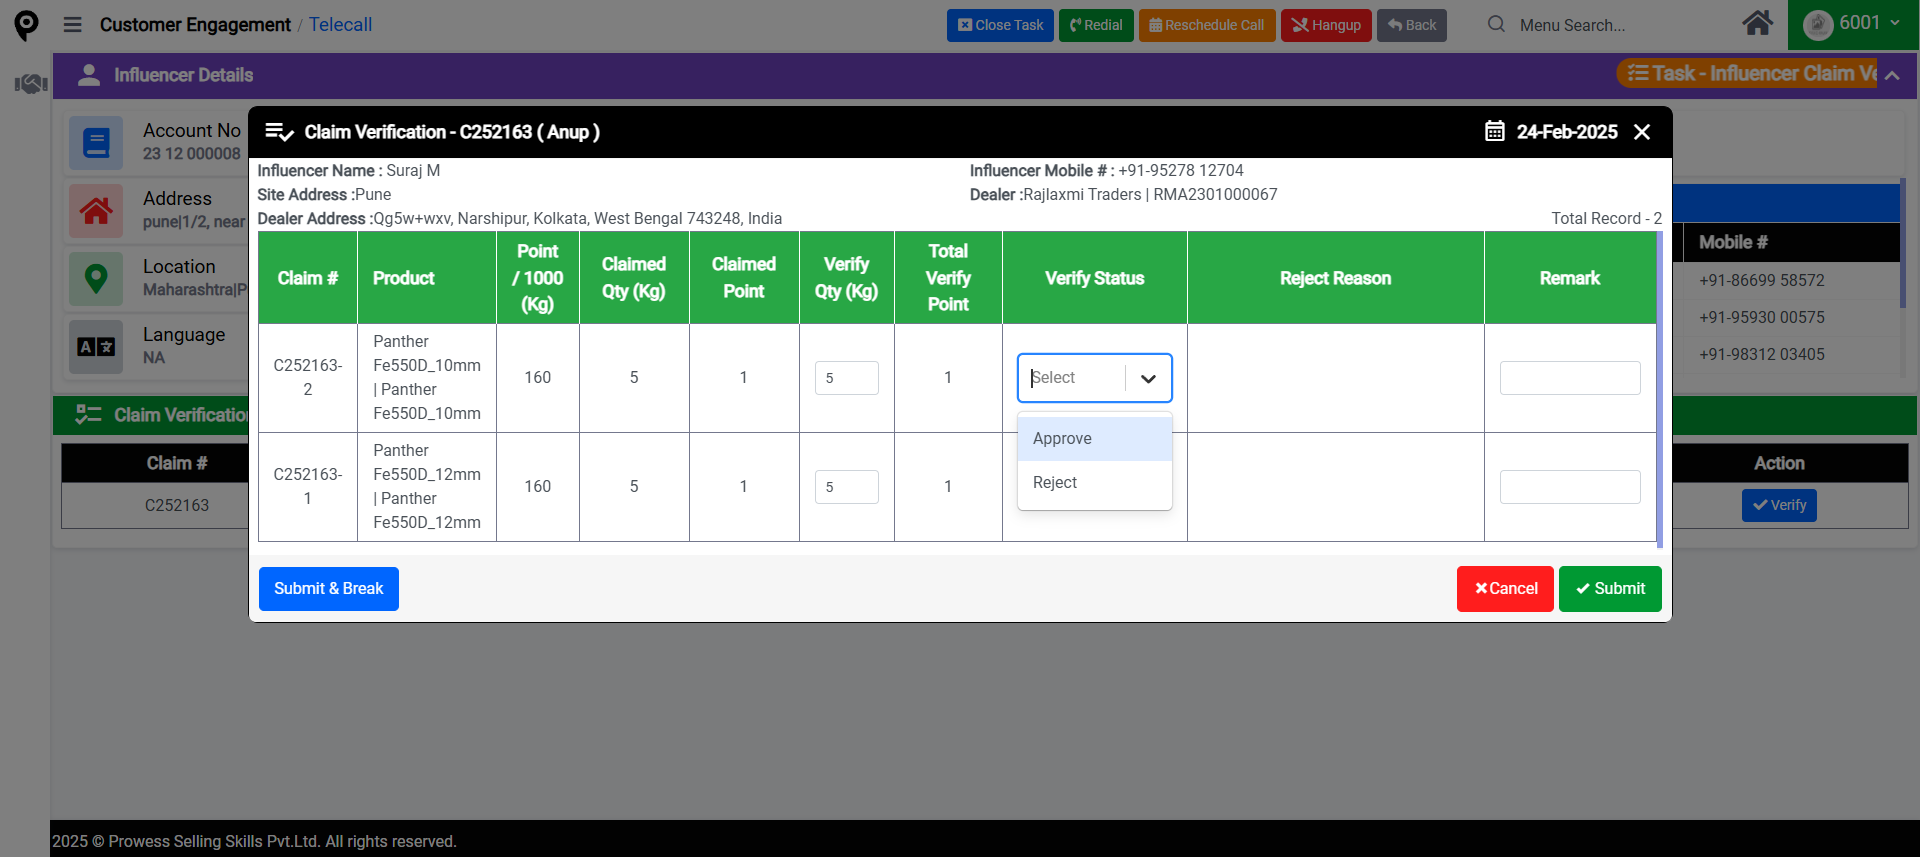 Customer Engagement / Telecall
Close Task
Redial
Reschedule Call
Hangup
Back
Menu Search...
6001
Influencer Details
Task - Influencer Claim Ve
Account No
23 12 000008
Address
pune|1/2, near
Location
Maharashtra|P
Language
NA
Mobile #
+91-86699 58572
+91-95930 00575
+91-98312 03405
Claim Verification
Claim #
Action
C252163
Verify
Claim Verification - C252163 ( Anup )
24-Feb-2025
Influencer Name : Suraj M
Influencer Mobile # : +91-95278 12704
Site Address :Pune
Dealer :Rajlaxmi Traders | RMA2301000067
Dealer Address :Qg5w+wxv, Narshipur, Kolkata, West Bengal 743248, India
Total Record - 2
Claim #
Product
Point
/ 1000
(Kg)
Claimed
Qty (Kg)
Claimed
Point
Verify
Qty (Kg)
Total
Verify
Point
Verify Status
Reject Reason
Remark
C252163-
2
Panther
Fe550D_10mm
| Panther
Fe550D_10mm
160
5
1
5
1
Select
Approve
Reject
C252163-
1
Panther
Fe550D_12mm
| Panther
Fe550D_12mm
160
5
1
5
1
Submit & Break
Cancel
Submit
2025 © Prowess Selling Skills Pvt.Ltd. All rights reserved.